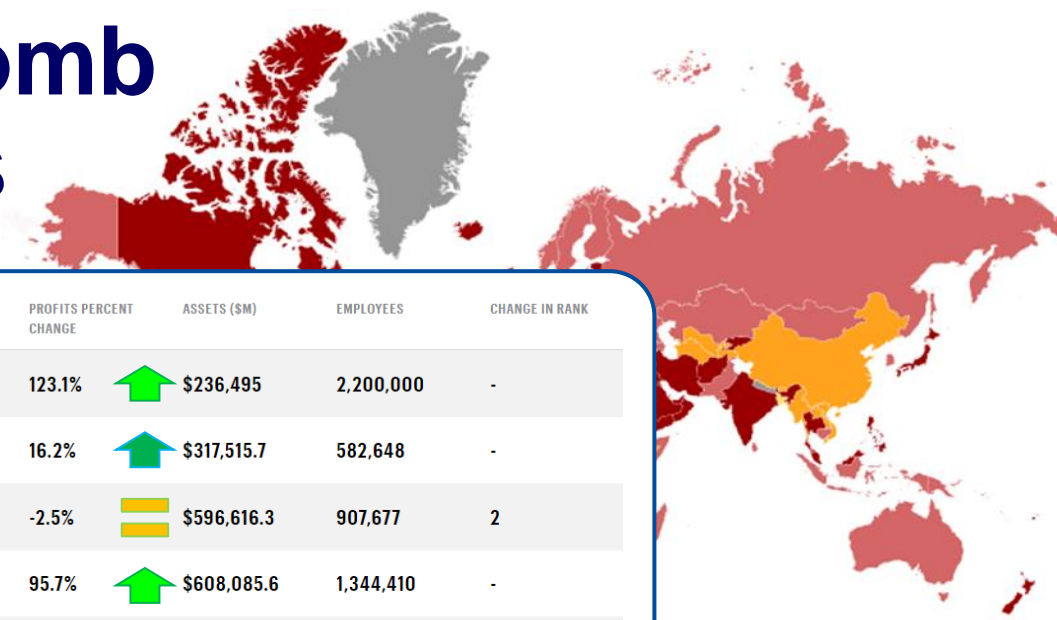 omb
s
PROFITS PERCENT CHANGE ASSETS ($M) EMPLOYEES CHANGE IN RANK
123.1% $236,495 2,200,000 -
16.2% $317,515.7 582,648 -
-2.5% $596,616.3 907,677 2
95.7% $608,085.6 1,344,410 -